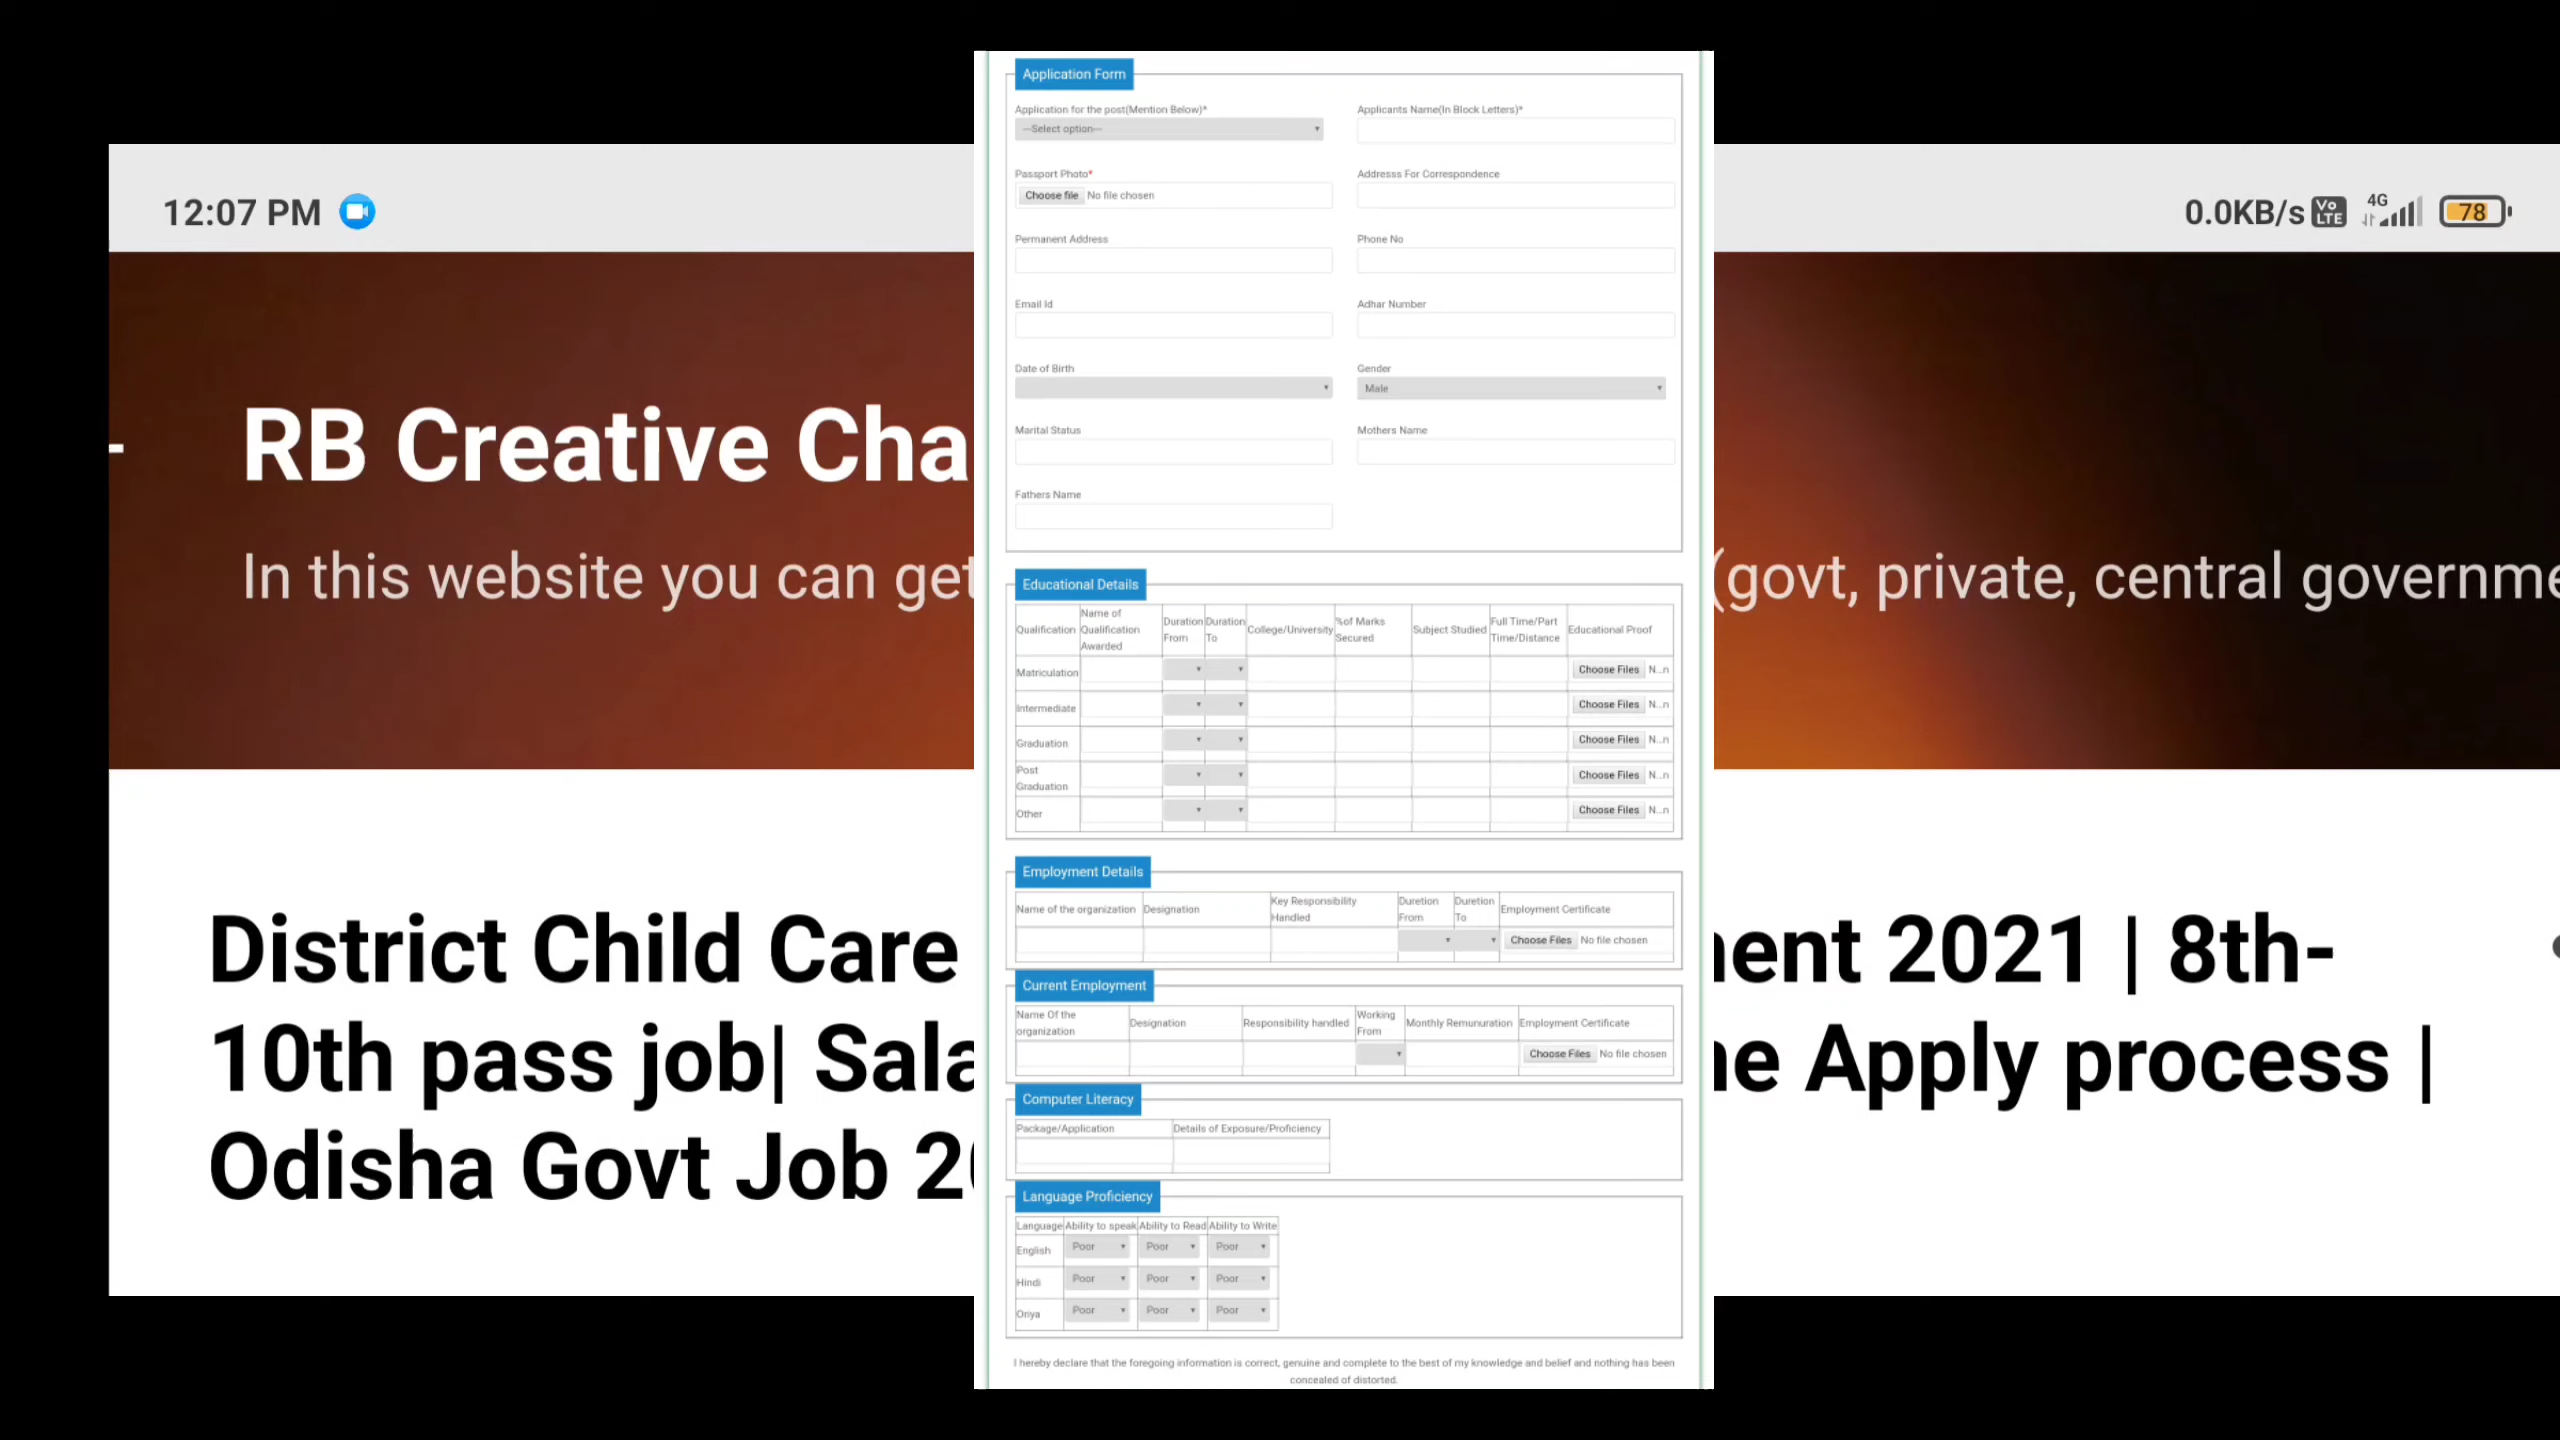 12:07 PM
0.0KB/s Vo LTE 4G 78
RB Creative Cha
In this website you can get
(govt, private, central governme
District Child Care
ent 2021 | 8th-
10th pass job| Sala
e Apply process |
Odisha Govt Job 20
Application Form
Application for the post(Mention Below)* Applicants Name(In Block Letters)*
---Select option---
Passport Photo* Addresss For Correspondence
Choose file No file chosen
Permanent Address Phone No
Email Id Adhar Number
Date of Birth Gender
Male
Marital Status Mothers Name
Fathers Name
Educational Details
Qualification Name of Qualification Awarded Duration From Duration To College/University %of Marks Secured Subject Studied Full Time/Part Time/Distance Educational Proof
Matriculation Choose Files N...n
Intermediate Choose Files N...n
Graduation Choose Files N...n
Post Graduation Choose Files N...n
Other Choose Files N...n
Employment Details
Name of the organization Designation Key Responsibility Handled Duretion From Duretion To Employment Certificate
Choose Files No file chosen
Current Employment
Name Of the organization Designation Responsibility handled Working From Monthly Remunuration Employment Certificate
Choose Files No file chosen
Computer Literacy
Package/Application Details of Exposure/Proficiency
Language Proficiency
Language Ability to speak Ability to Read Ability to Write
English Poor Poor Poor
Hindi Poor Poor Poor
Oriya Poor Poor Poor
I hereby declare that the foregoing information is correct, genuine and complete to the best of my knowledge and belief and nothing has been
concealed of distorted.